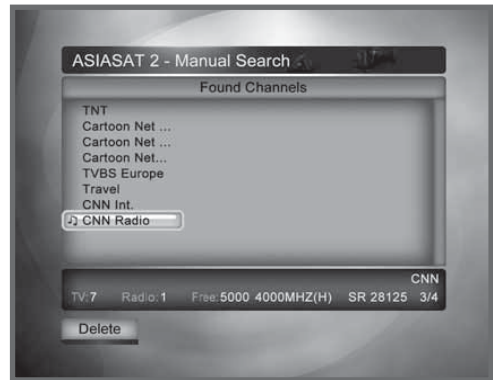 ASIASAT 2 - Manual Search
Found Channels
TNT
Cartoon Net ...
Cartoon Net ...
Cartoon Net...
TVBS Europe
Travel
CNN Int.
♫ CNN Radio
CNN
TV:7 Radio:1 Free:5000 4000MHZ(H) SR 28125 3/4
Delete